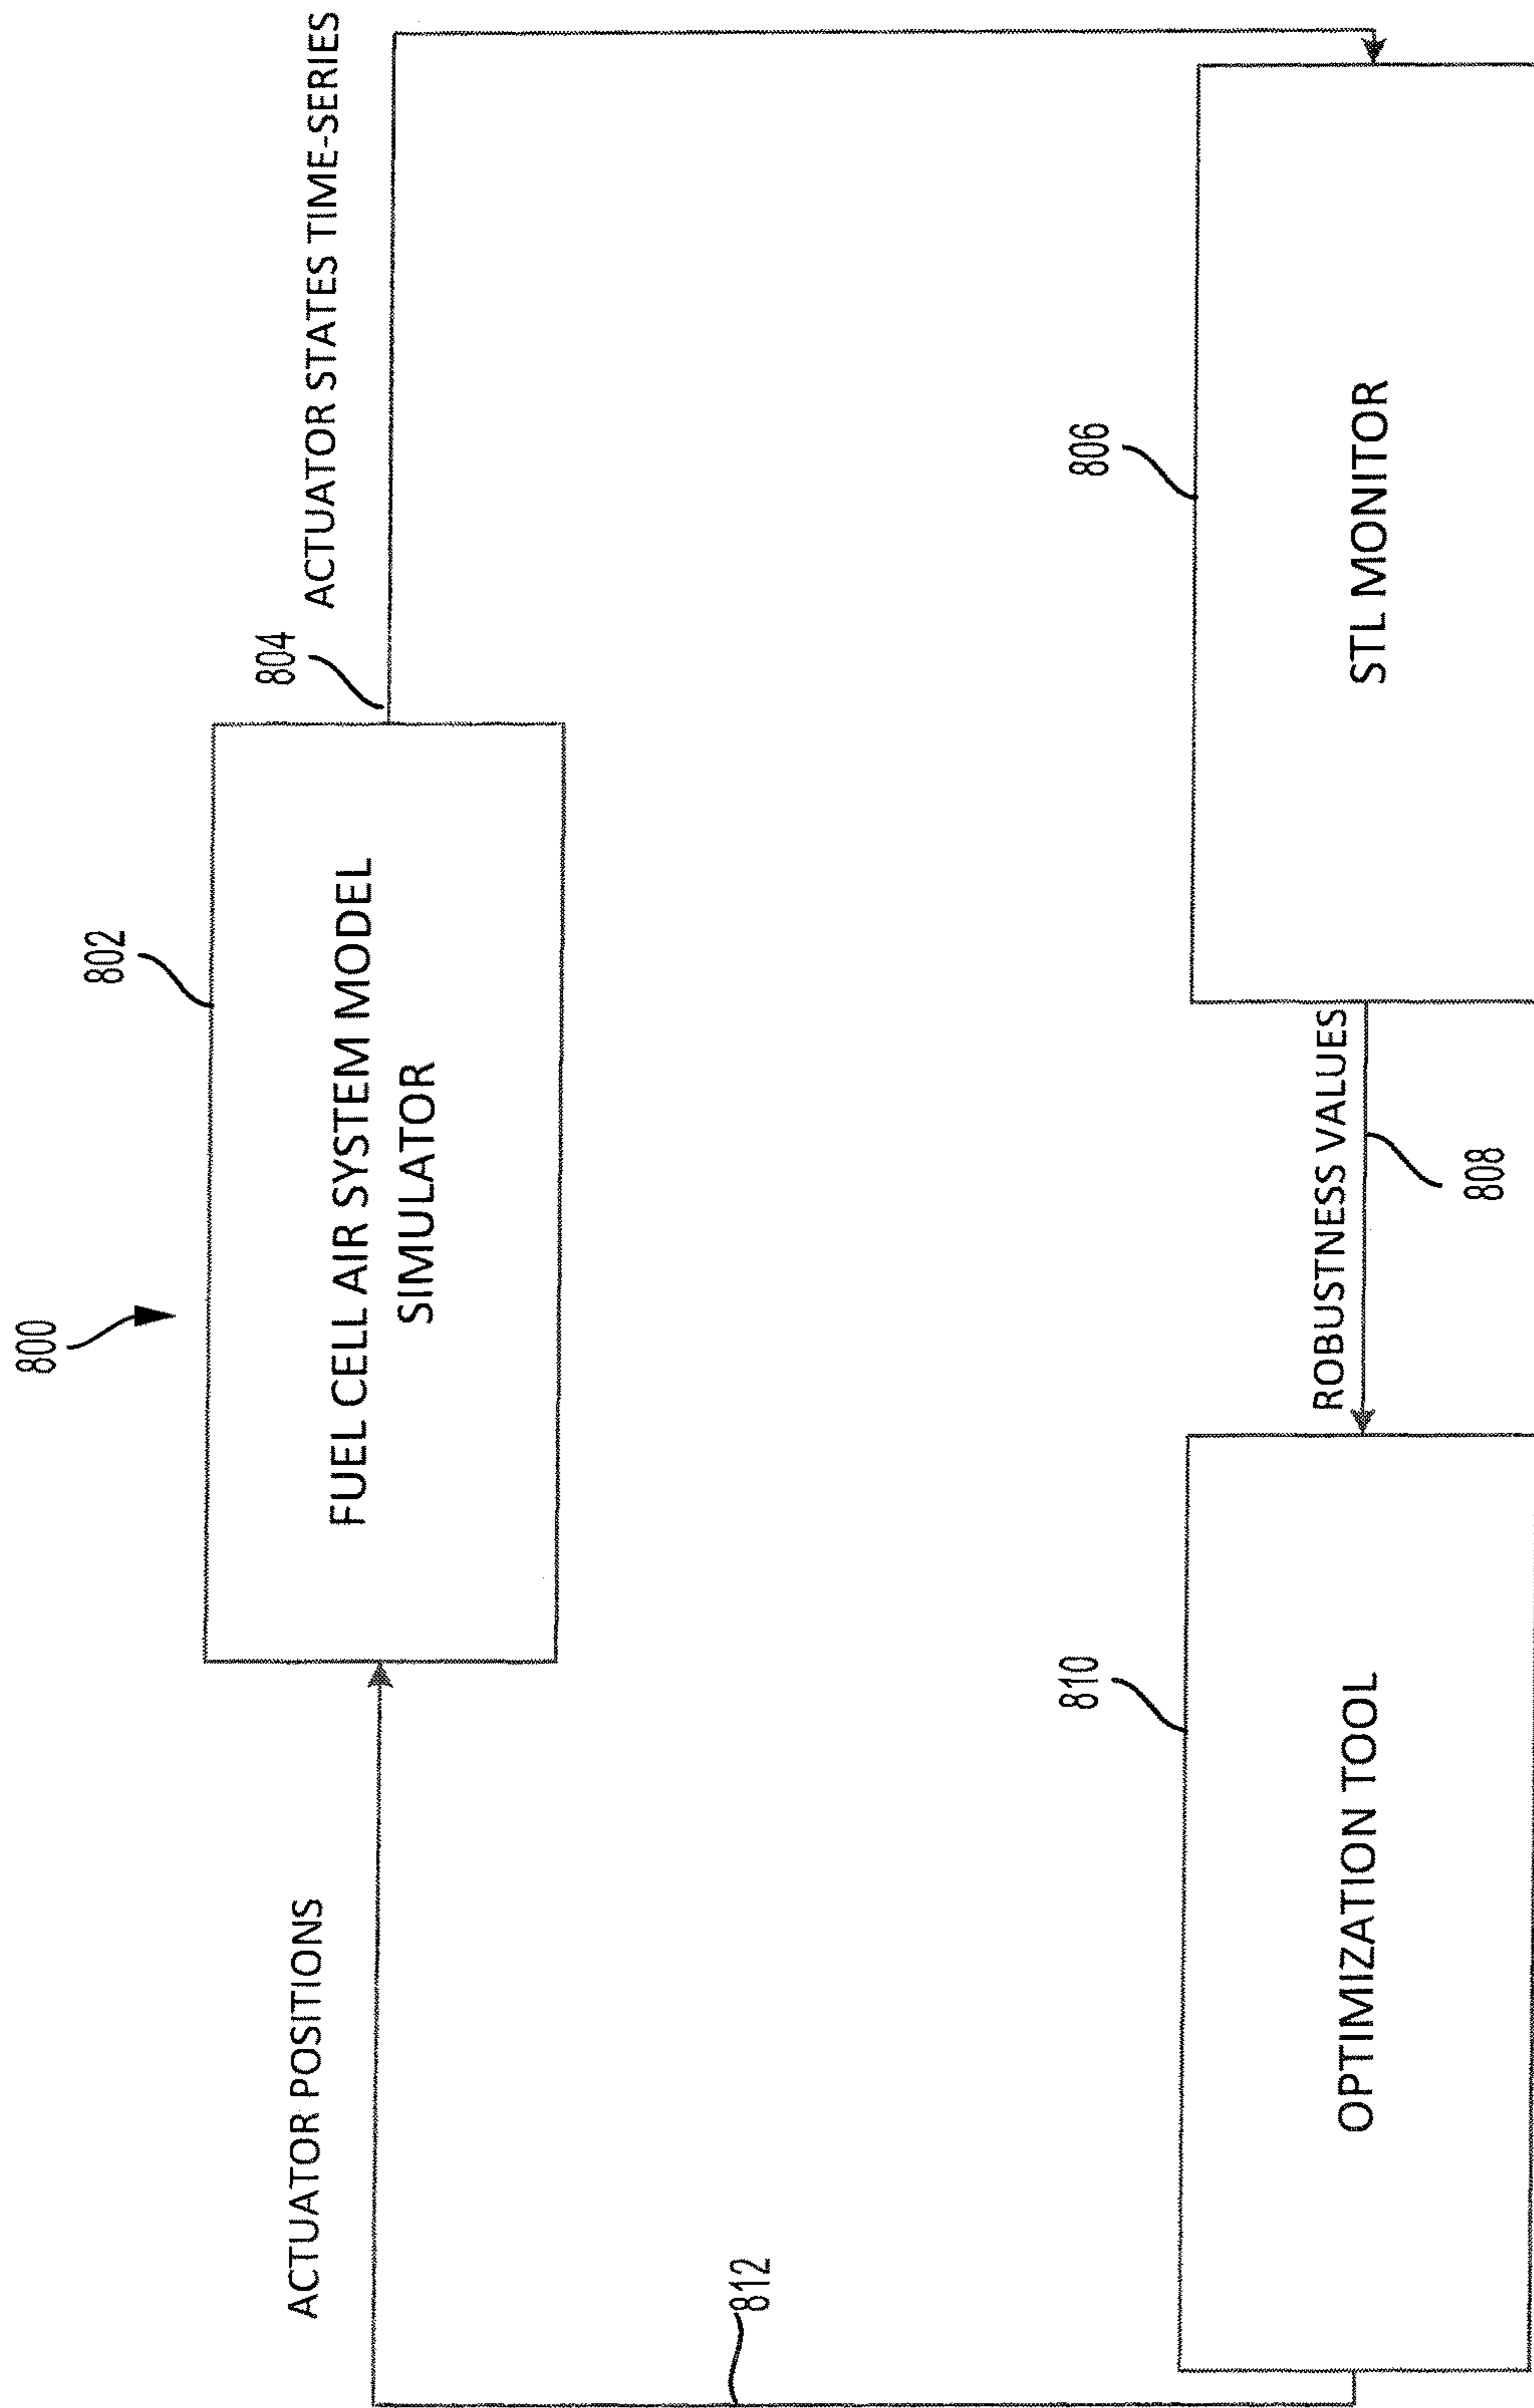 800
802
FUEL CELL AIR SYSTEM MODEL
SIMULATOR
804
ACTUATOR STATES TIME-SERIES
ACTUATOR POSITIONS
812
810
OPTIMIZATION TOOL
ROBUSTNESS VALUES
808
806
STL MONITOR